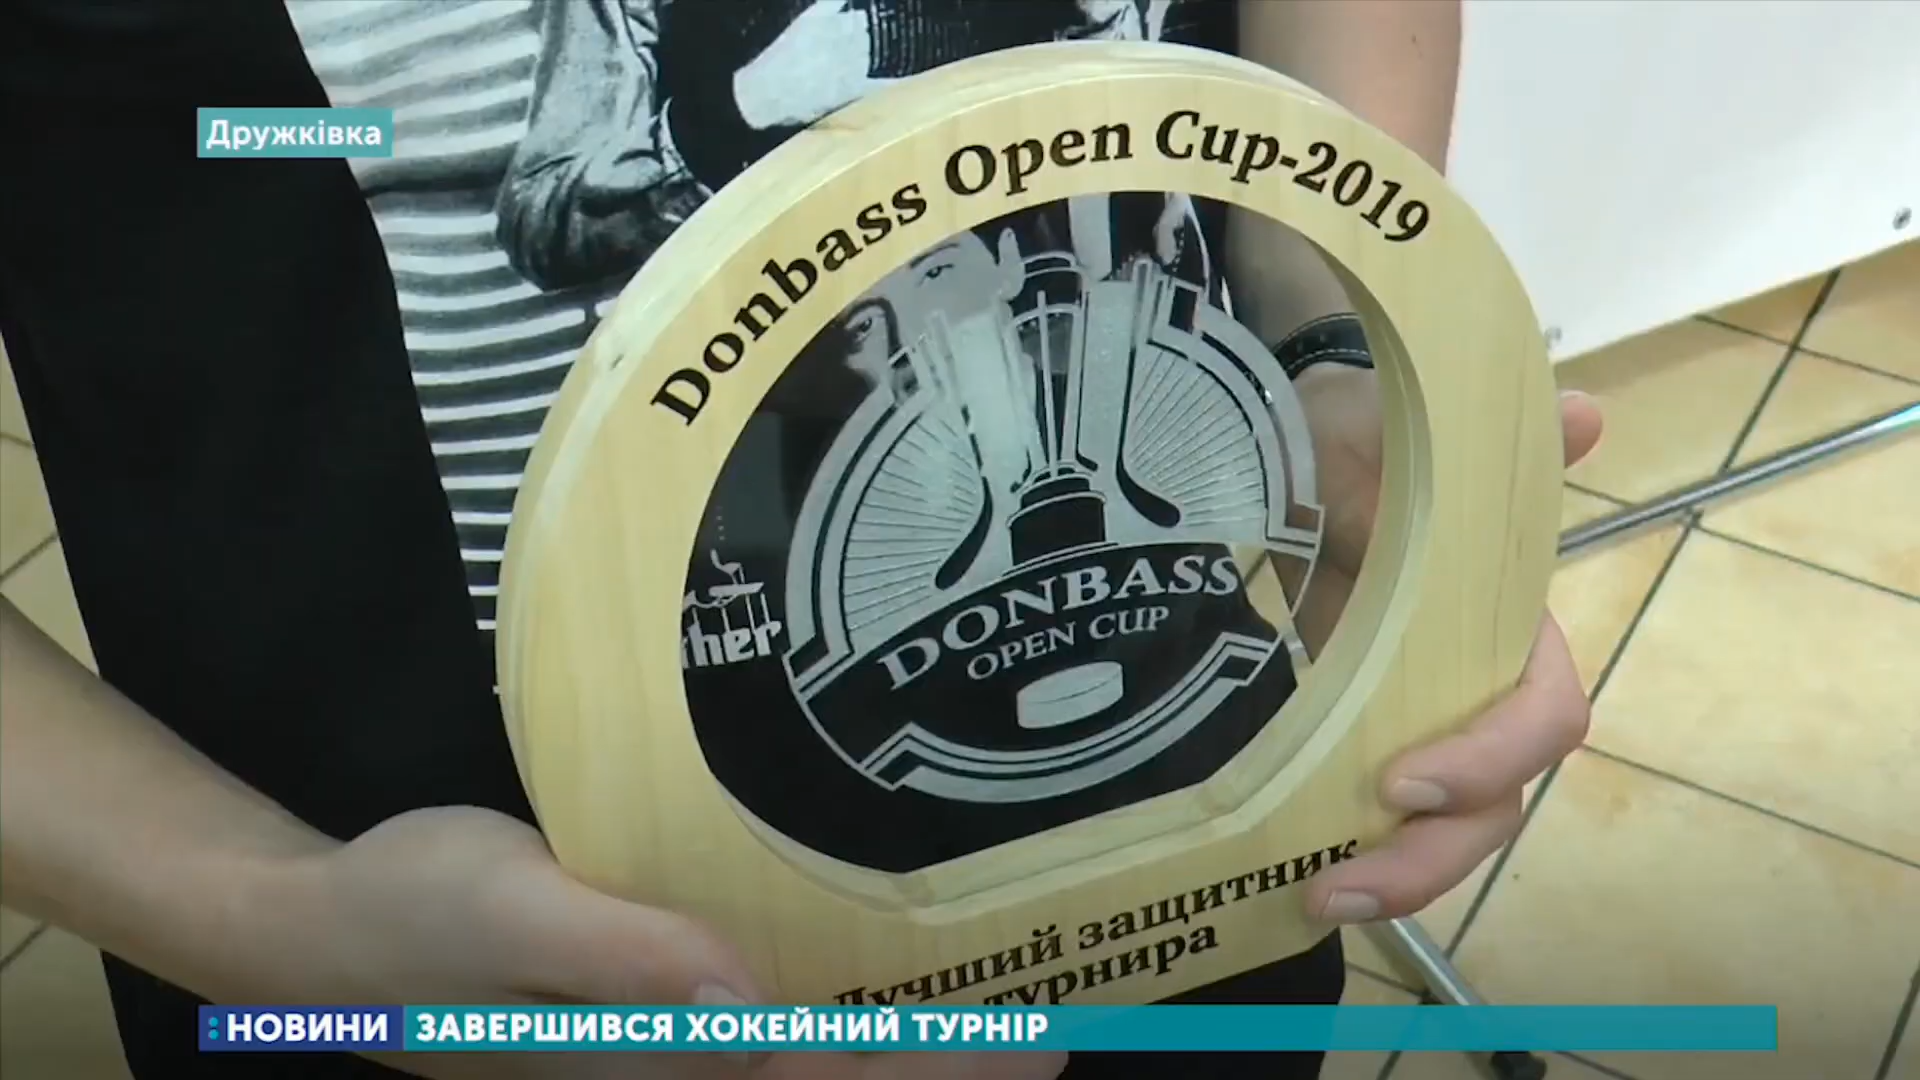 Дружківка
Donbass Open Cup-2019
DONBASS
OPEN CUP
Лучший защитник
турнира
НОВИНИ
ЗАВЕРШИВСЯ ХОКЕЙНИЙ ТУРНІР